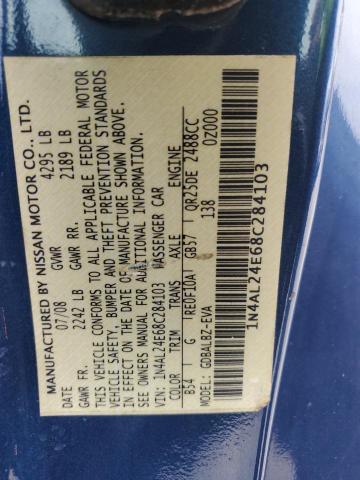 MANUFACTURED BY NISSAN MOTOR CO., LTD.
DATE 07/08 GVWR 4295 LB
GAWR FR. 2242 LB GAWR RR. 2189 LB
THIS VEHICLE CONFORMS TO ALL APPLICABLE FEDERAL MOTOR
VEHICLE SAFETY, BUMPER AND THEFT PREVENTION STANDARDS
IN EFFECT ON THE DATE OF MANUFACTURE SHOWN ABOVE.
SEE OWNERS MANUAL FOR ADDITIONAL INFORMATION.
VIN: 1N4AL24E68C284103 PASSENGER CAR
COLOR TRIM TRANS AXLE ENGINE
B54 G RE0F10A GB57 QR25DE 2488CC
MODEL: GDBALBZ-EVA 138 0Z000
1N4AL24E68C284103